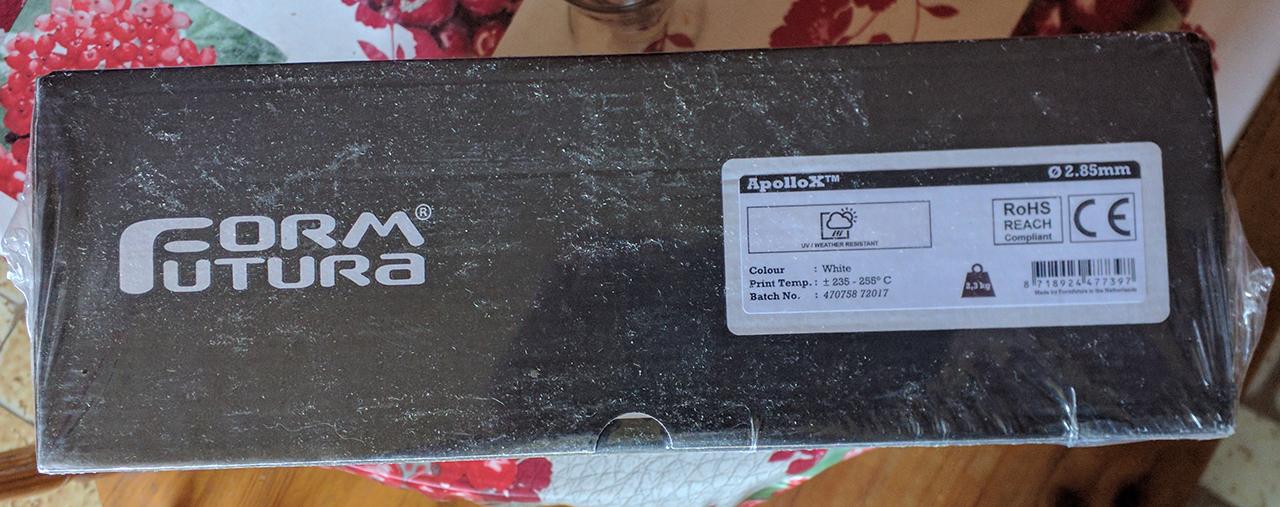 FORM®
FUTURA
ApolloX™ Ø 2.85mm
UV / WEATHER RESISTANT
RoHS
REACH
Compliant
CE
Colour : White
Print Temp. : ± 235 - 255° C
Batch No. : 470758 72017
2,3 kg
8 718924 477397
Made by Formfutura in the Netherlands